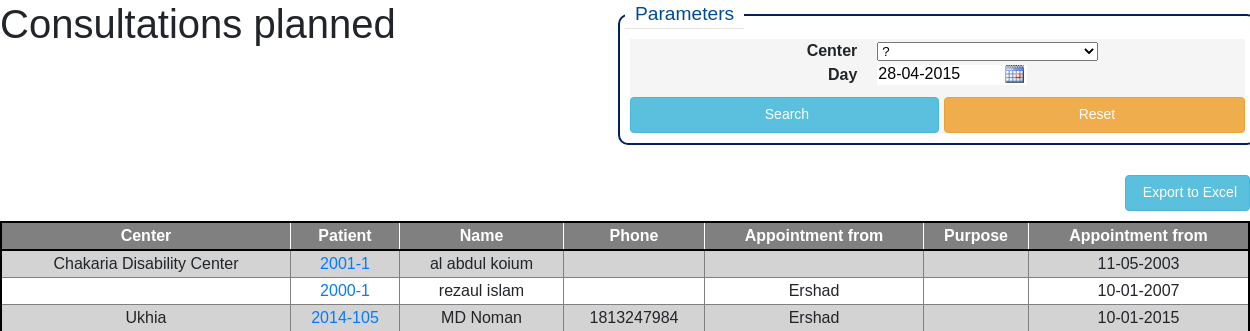 Consultations planned
Parameters
Center ?
Day 28-04-2015
Search Reset
Export to Excel
Center Patient Name Phone Appointment from Purpose Appointment from
Chakaria Disability Center 2001-1 al abdul koium 11-05-2003
2000-1 rezaul islam Ershad 10-01-2007
Ukhia 2014-105 MD Noman 1813247984 Ershad 10-01-2015